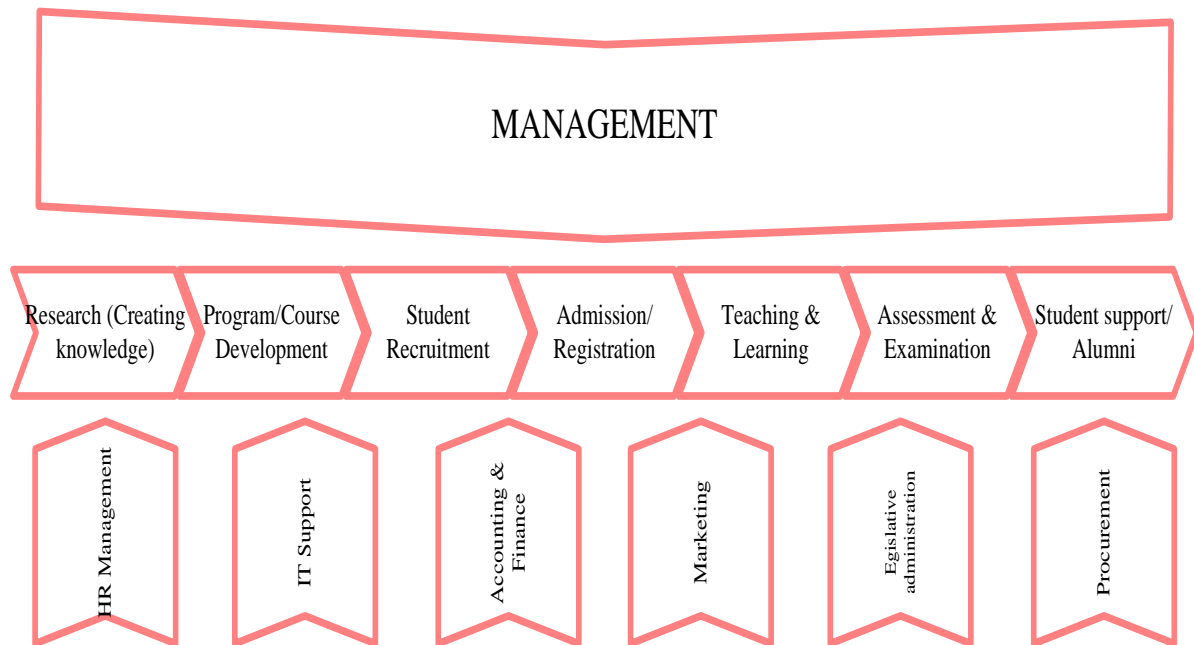 MANAGEMENT
Research (Creating
knowledge)
Program/Course
Development
Student
Recruitment
Admission/
Registration
Teaching &
Learning
Assessment &
Examination
Student support/
Alumni
HR Management
IT Support
Accounting &
Finance
Marketing
Egislative
administration
Procurement